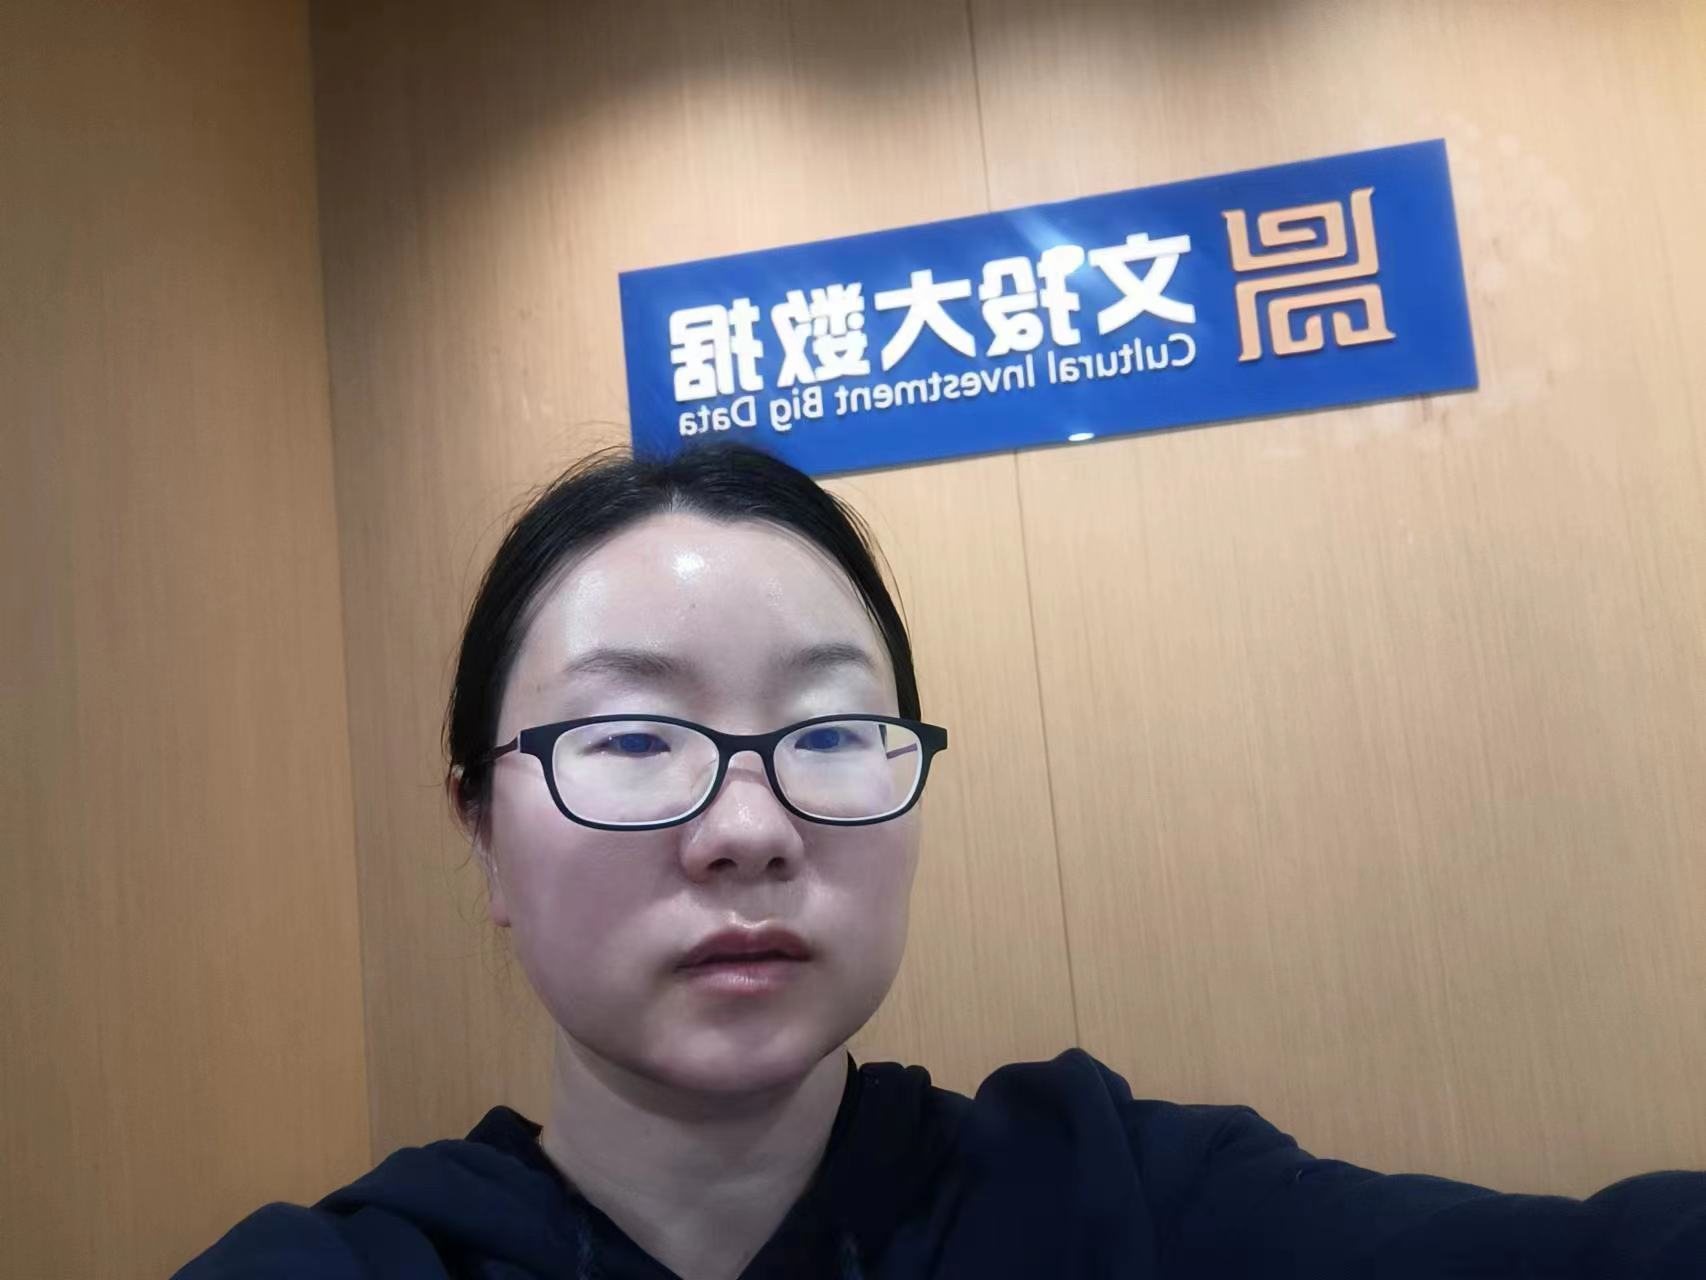 文投大数据
Cultural Investment Big Data